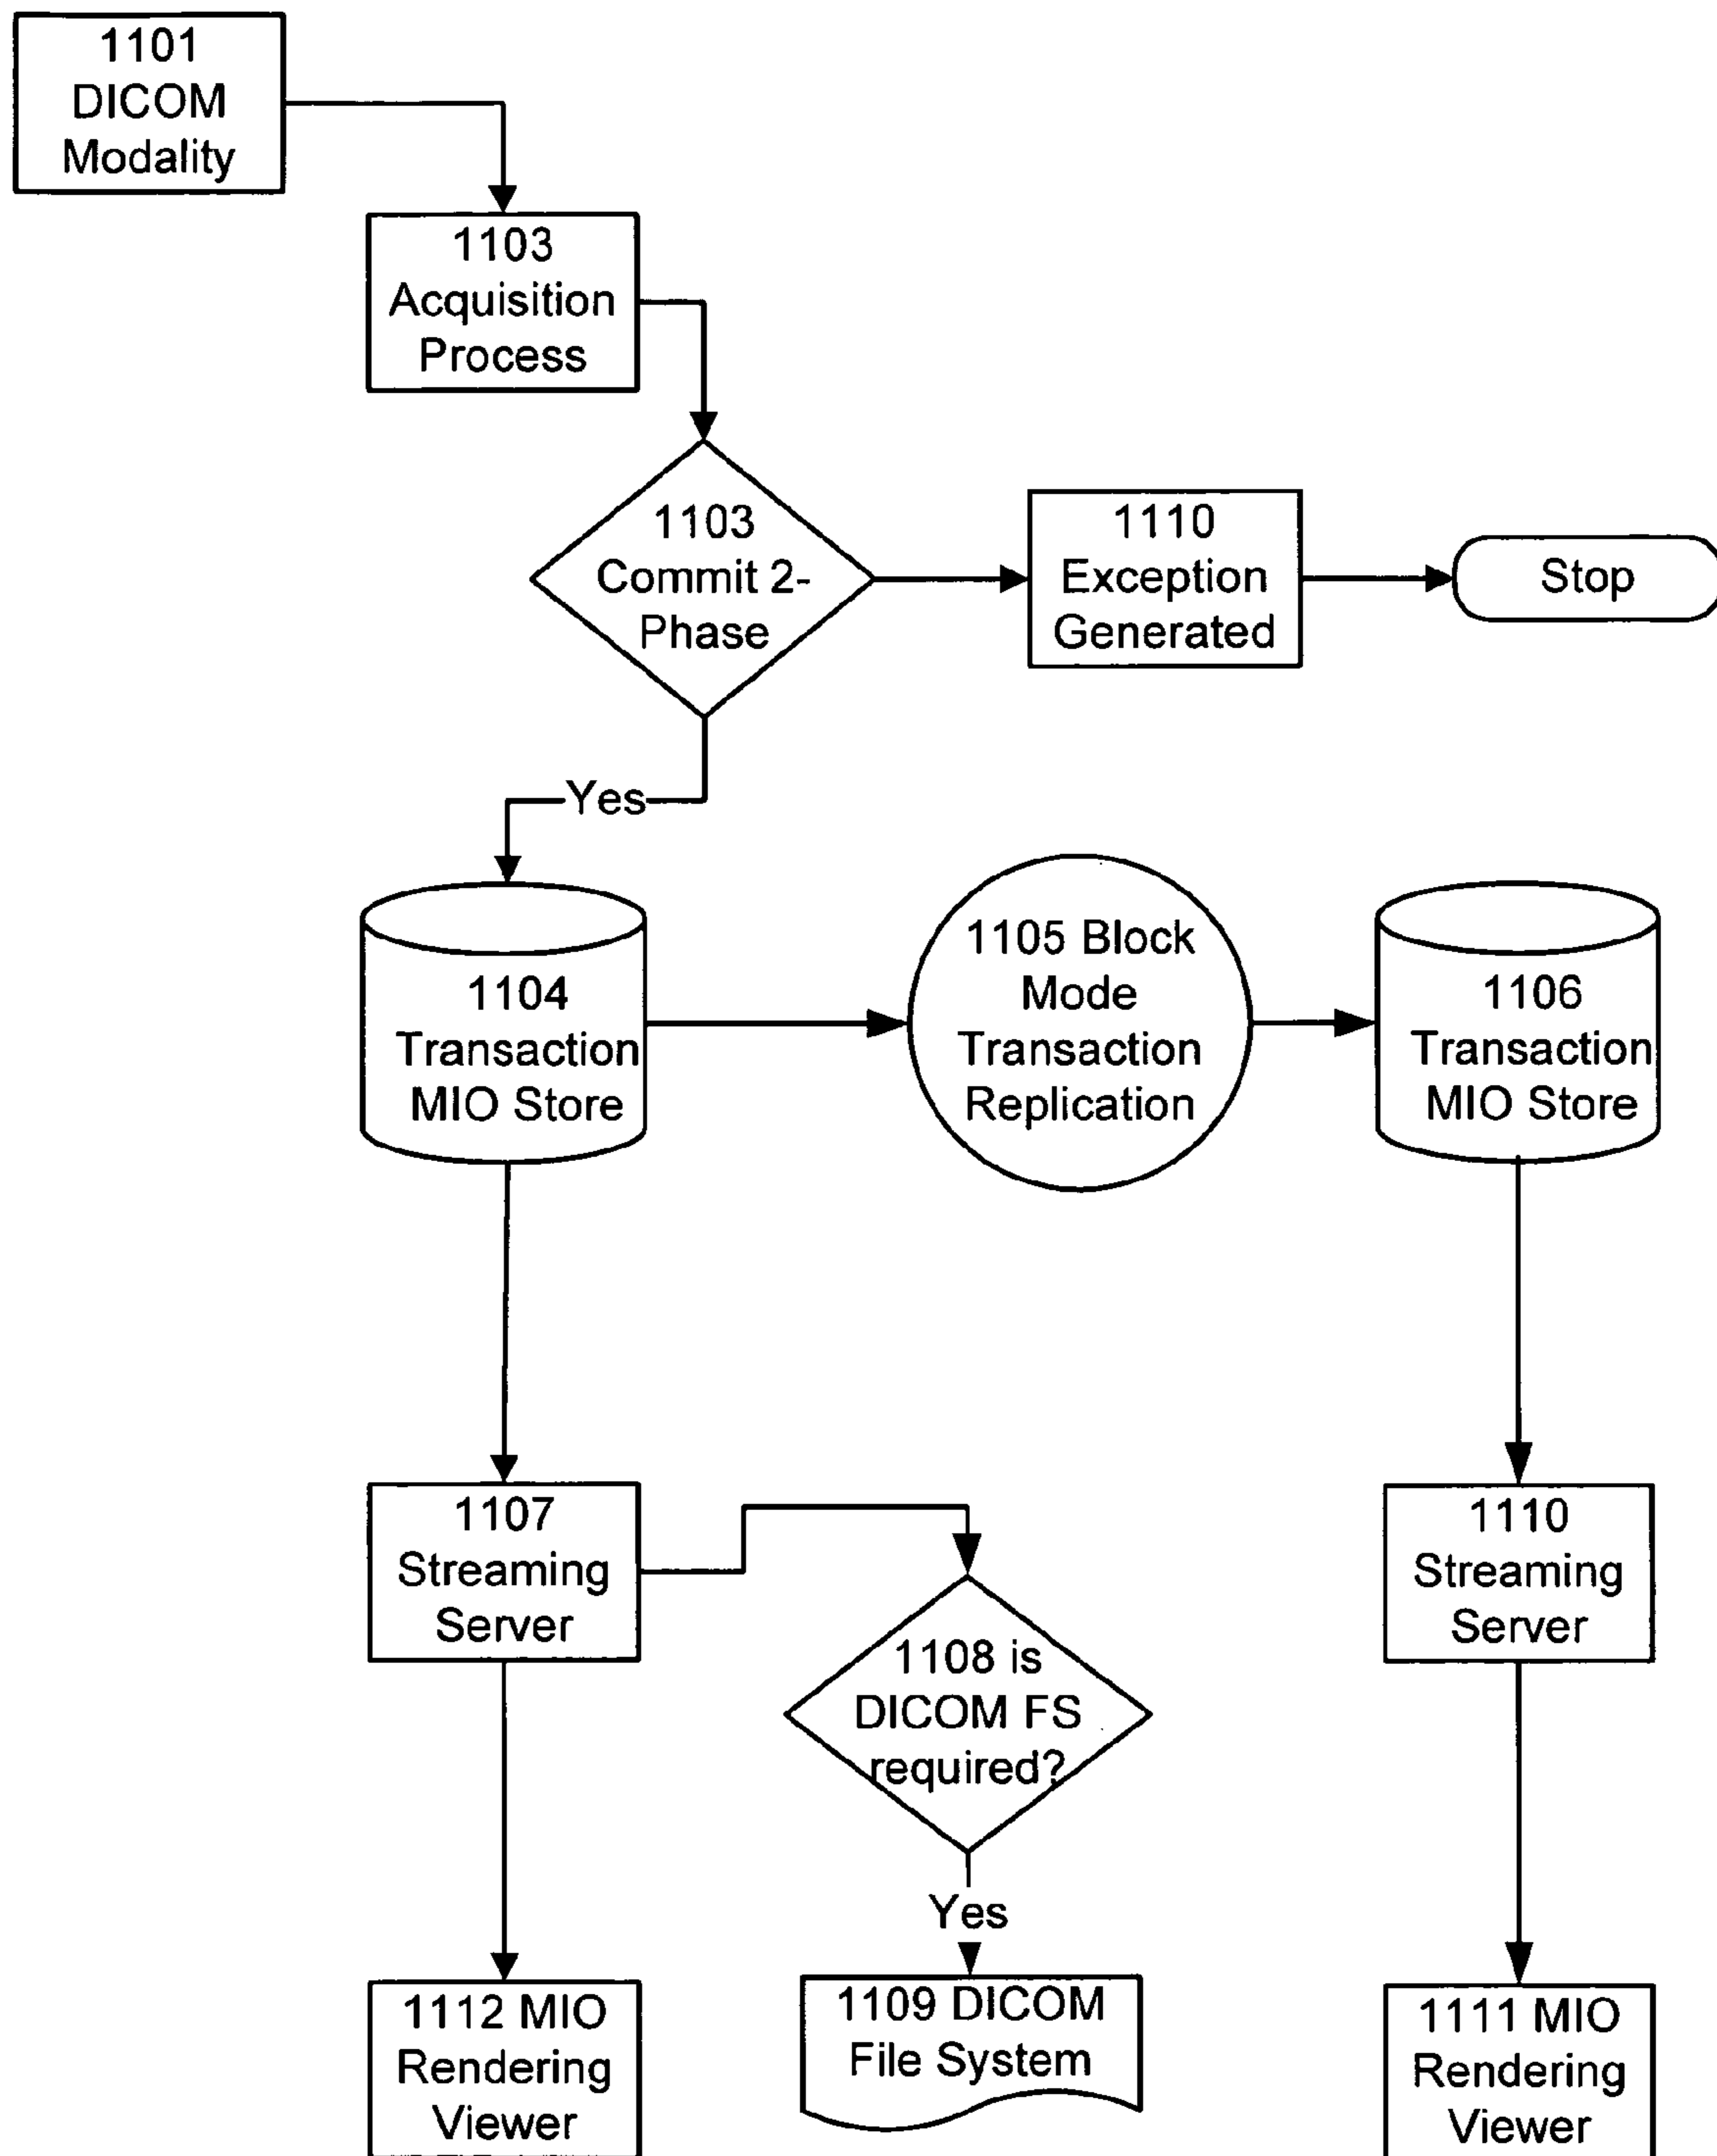 1101
DICOM
Modality
1103
Acquisition
Process
1103
Commit 2-
Phase
1110
Exception
Generated
Stop
Yes
1104
Transaction
MIO Store
1105 Block
Mode
Transaction
Replication
1106
Transaction
MIO Store
1107
Streaming
Server
1108 is
DICOM FS
required?
1110
Streaming
Server
Yes
1112 MIO
Rendering
Viewer
1109 DICOM
File System
1111 MIO
Rendering
Viewer